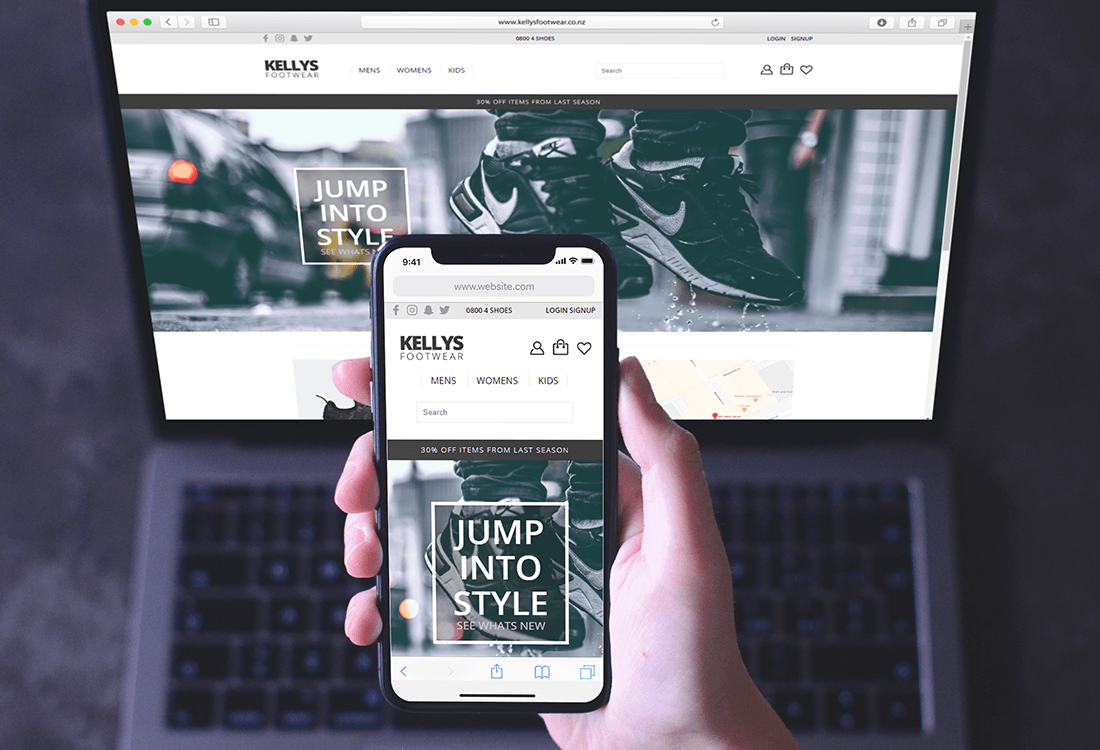 www.kellysfootwear.co.nz
0800 4 SHOES
LOGIN SIGNUP
KELLYS
FOOTWEAR
MENS WOMENS KIDS
Search
30% OFF ITEMS FROM LAST SEASON
JUMP
INTO
STYLE
SEE WHATS
9:41
www.website.com
0800 4 SHOES LOGIN SIGNUP
KELLYS
FOOTWEAR
MENS WOMENS KIDS
Search
30% OFF ITEMS FROM LAST SEASON
JUMP
INTO
STYLE
SEE WHATS NEW